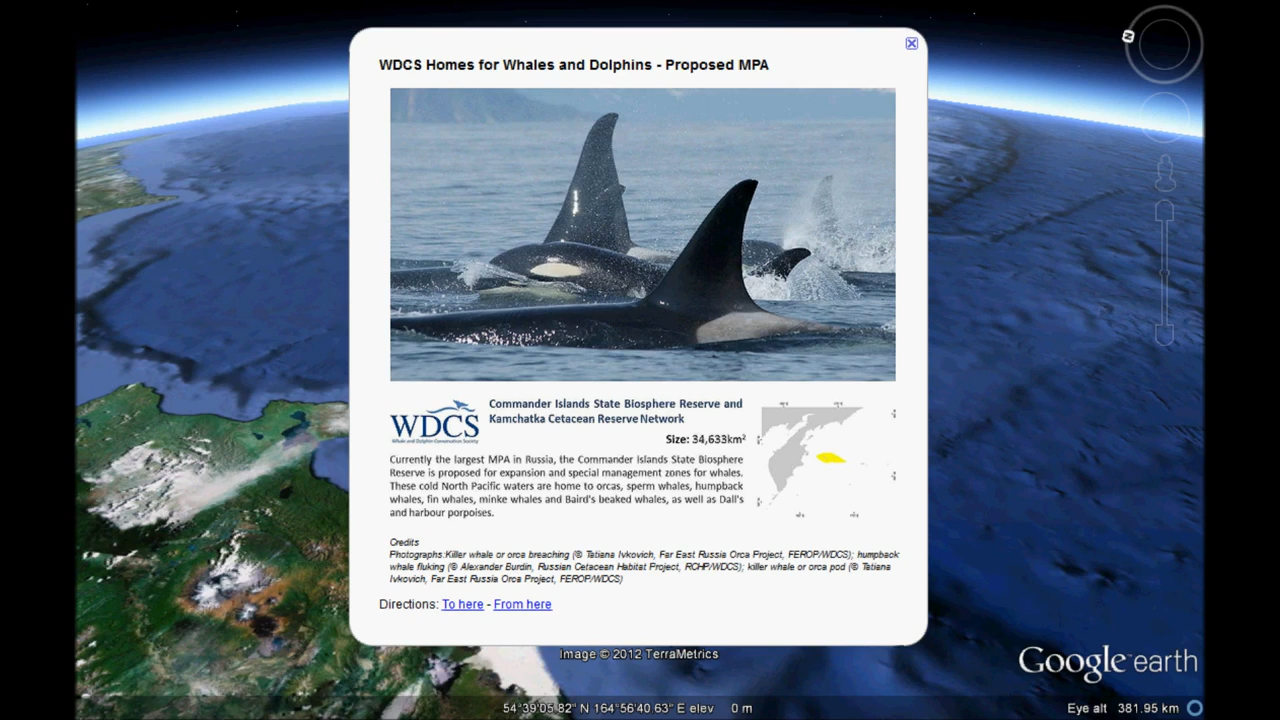 WDCS Homes for Whales and Dolphins - Proposed MPA
N
WDCS
Whale and Dolphin Conservation Society
Commander Islands State Biosphere Reserve and
Kamchatka Cetacean Reserve Network
Size: 34,633km²
Currently the largest MPA in Russia, the Commander Islands State Biosphere
Reserve is proposed for expansion and special management zones for whales.
These cold North Pacific waters are home to orcas, sperm whales, humpback
whales, fin whales, minke whales and Baird's beaked whales, as well as Dall's
and harbour porpoises.
Credits
Photographs:Killer whale or orca breaching (© Tatiana Ivkovich, Far East Russia Orca Project, FEROP/WDCS); humpback
whale fluking (© Alexander Burdin, Russian Cetacean Habitat Project, RCHP/WDCS); killer whale or orca pod (© Tatiana
Ivkovich, Far East Russia Orca Project, FEROP/WDCS)
Directions: To here - From here
Image © 2012 TerraMetrics
Google earth
54°39'05.82" N 164°56'40.63" E elev 0 m
Eye alt 381.95 km